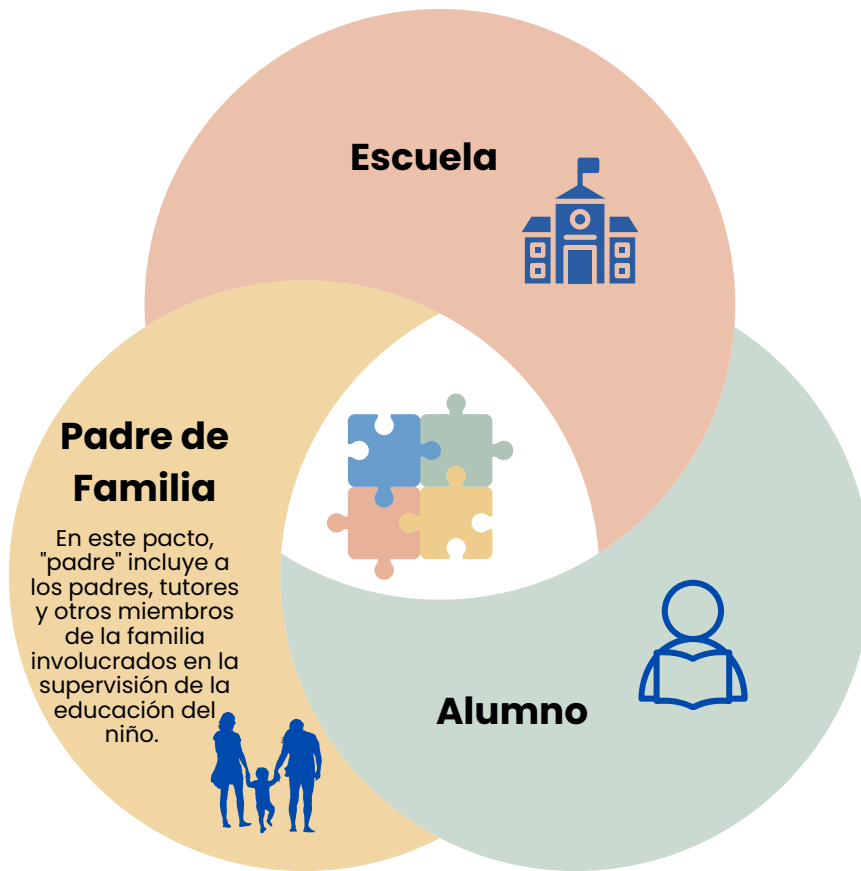 Escuela
Padre de
Familia
En este pacto,
"padre" incluye a
los padres, tutores
y otros miembros
de la familia
involucrados en la
supervisión de la
educación del
niño.
Alumno